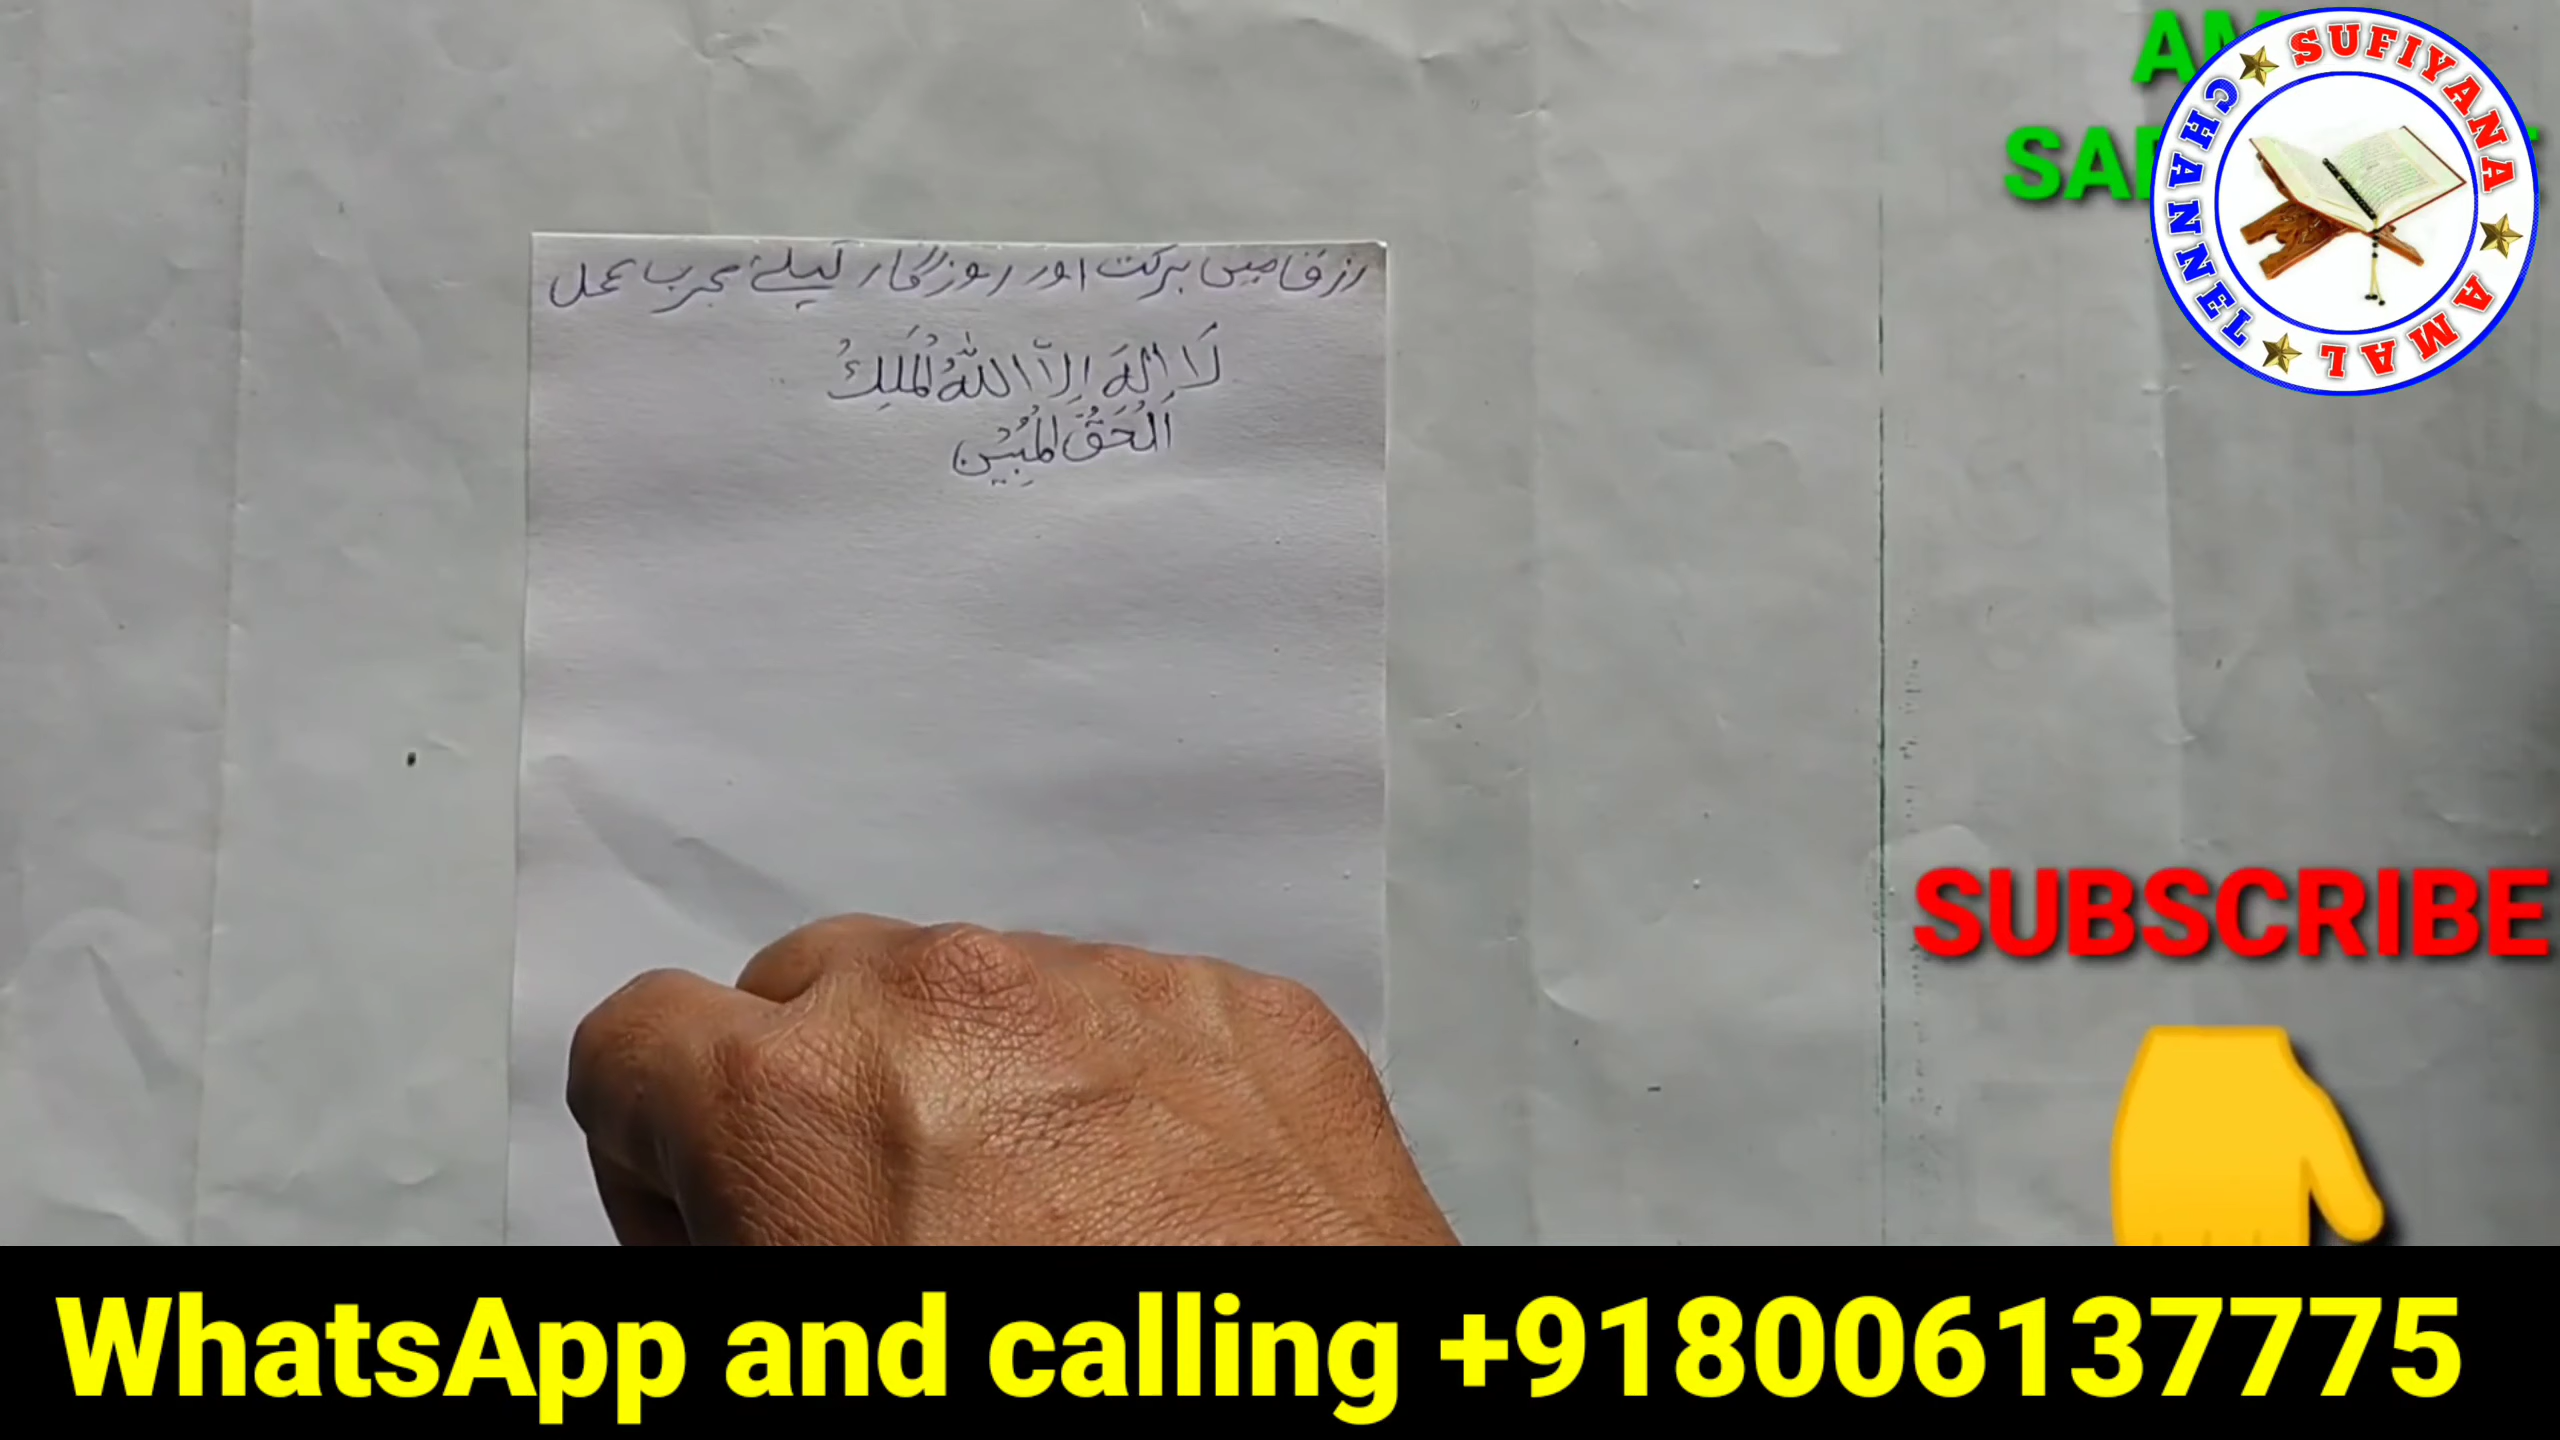 رزق میں برکت اور روزگار کیلئے مجرب عمل
لَا اِلٰهَ اِلَّا اللّٰهُ الْمَلِكُ
اَلْحَقُّ الْمُبِيْن
SUFIYANA AMAL CHANNEL
SUBSCRIBE
WhatsApp and calling +918006137775